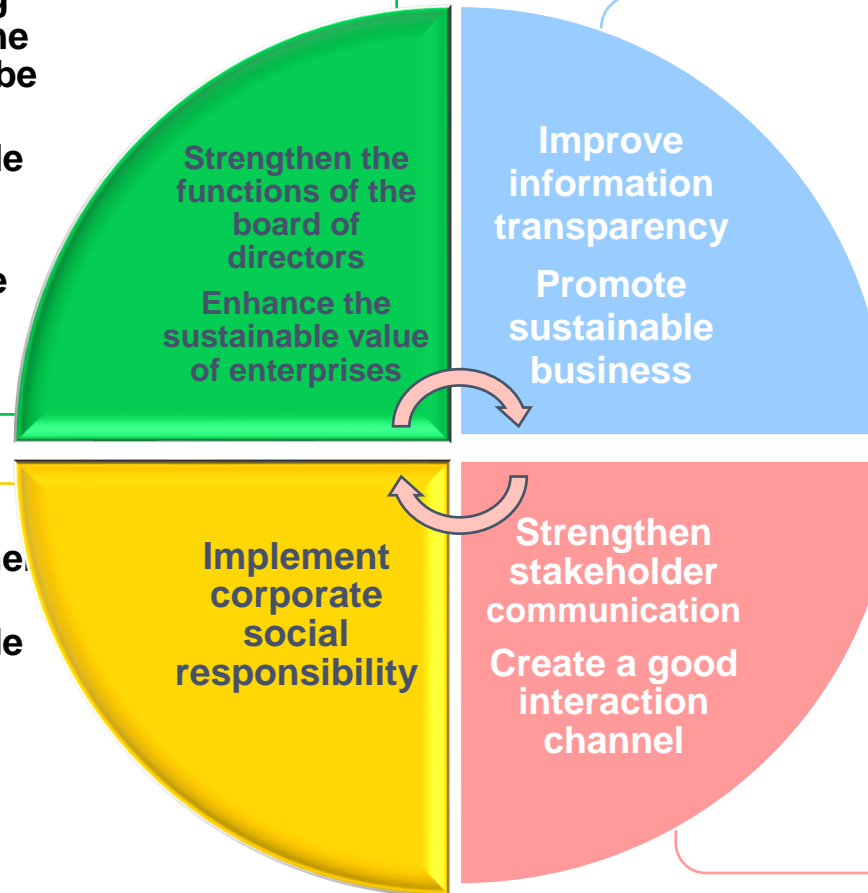 be
Strengthen the
functions of the
board of
directors
Enhance the
sustainable value
of enterprises
Improve
information
transparency
Promote
sustainable
business
Implement
corporate
social
responsibility
Strengthen
stakeholder
communication
Create a good
interaction
channel